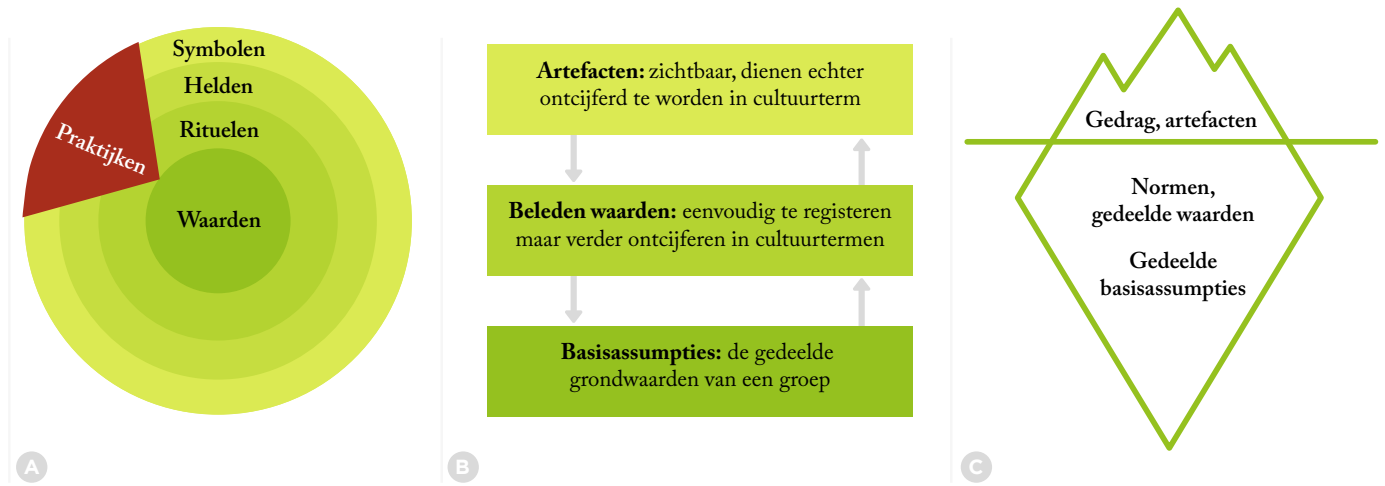 Symbolen
Helden
Rituelen
Praktijken
Waarden
A
Artefacten: zichtbaar, dienen echter
ontcijferd te worden in cultuurterm
Beleden waarden: eenvoudig te registeren
maar verder ontcijferen in cultuurtermen
Basisassumpties: de gedeelde
grondwaarden van een groep
B
Gedrag, artefacten
Normen,
gedeelde waarden
Gedeelde
basisassumpties
C